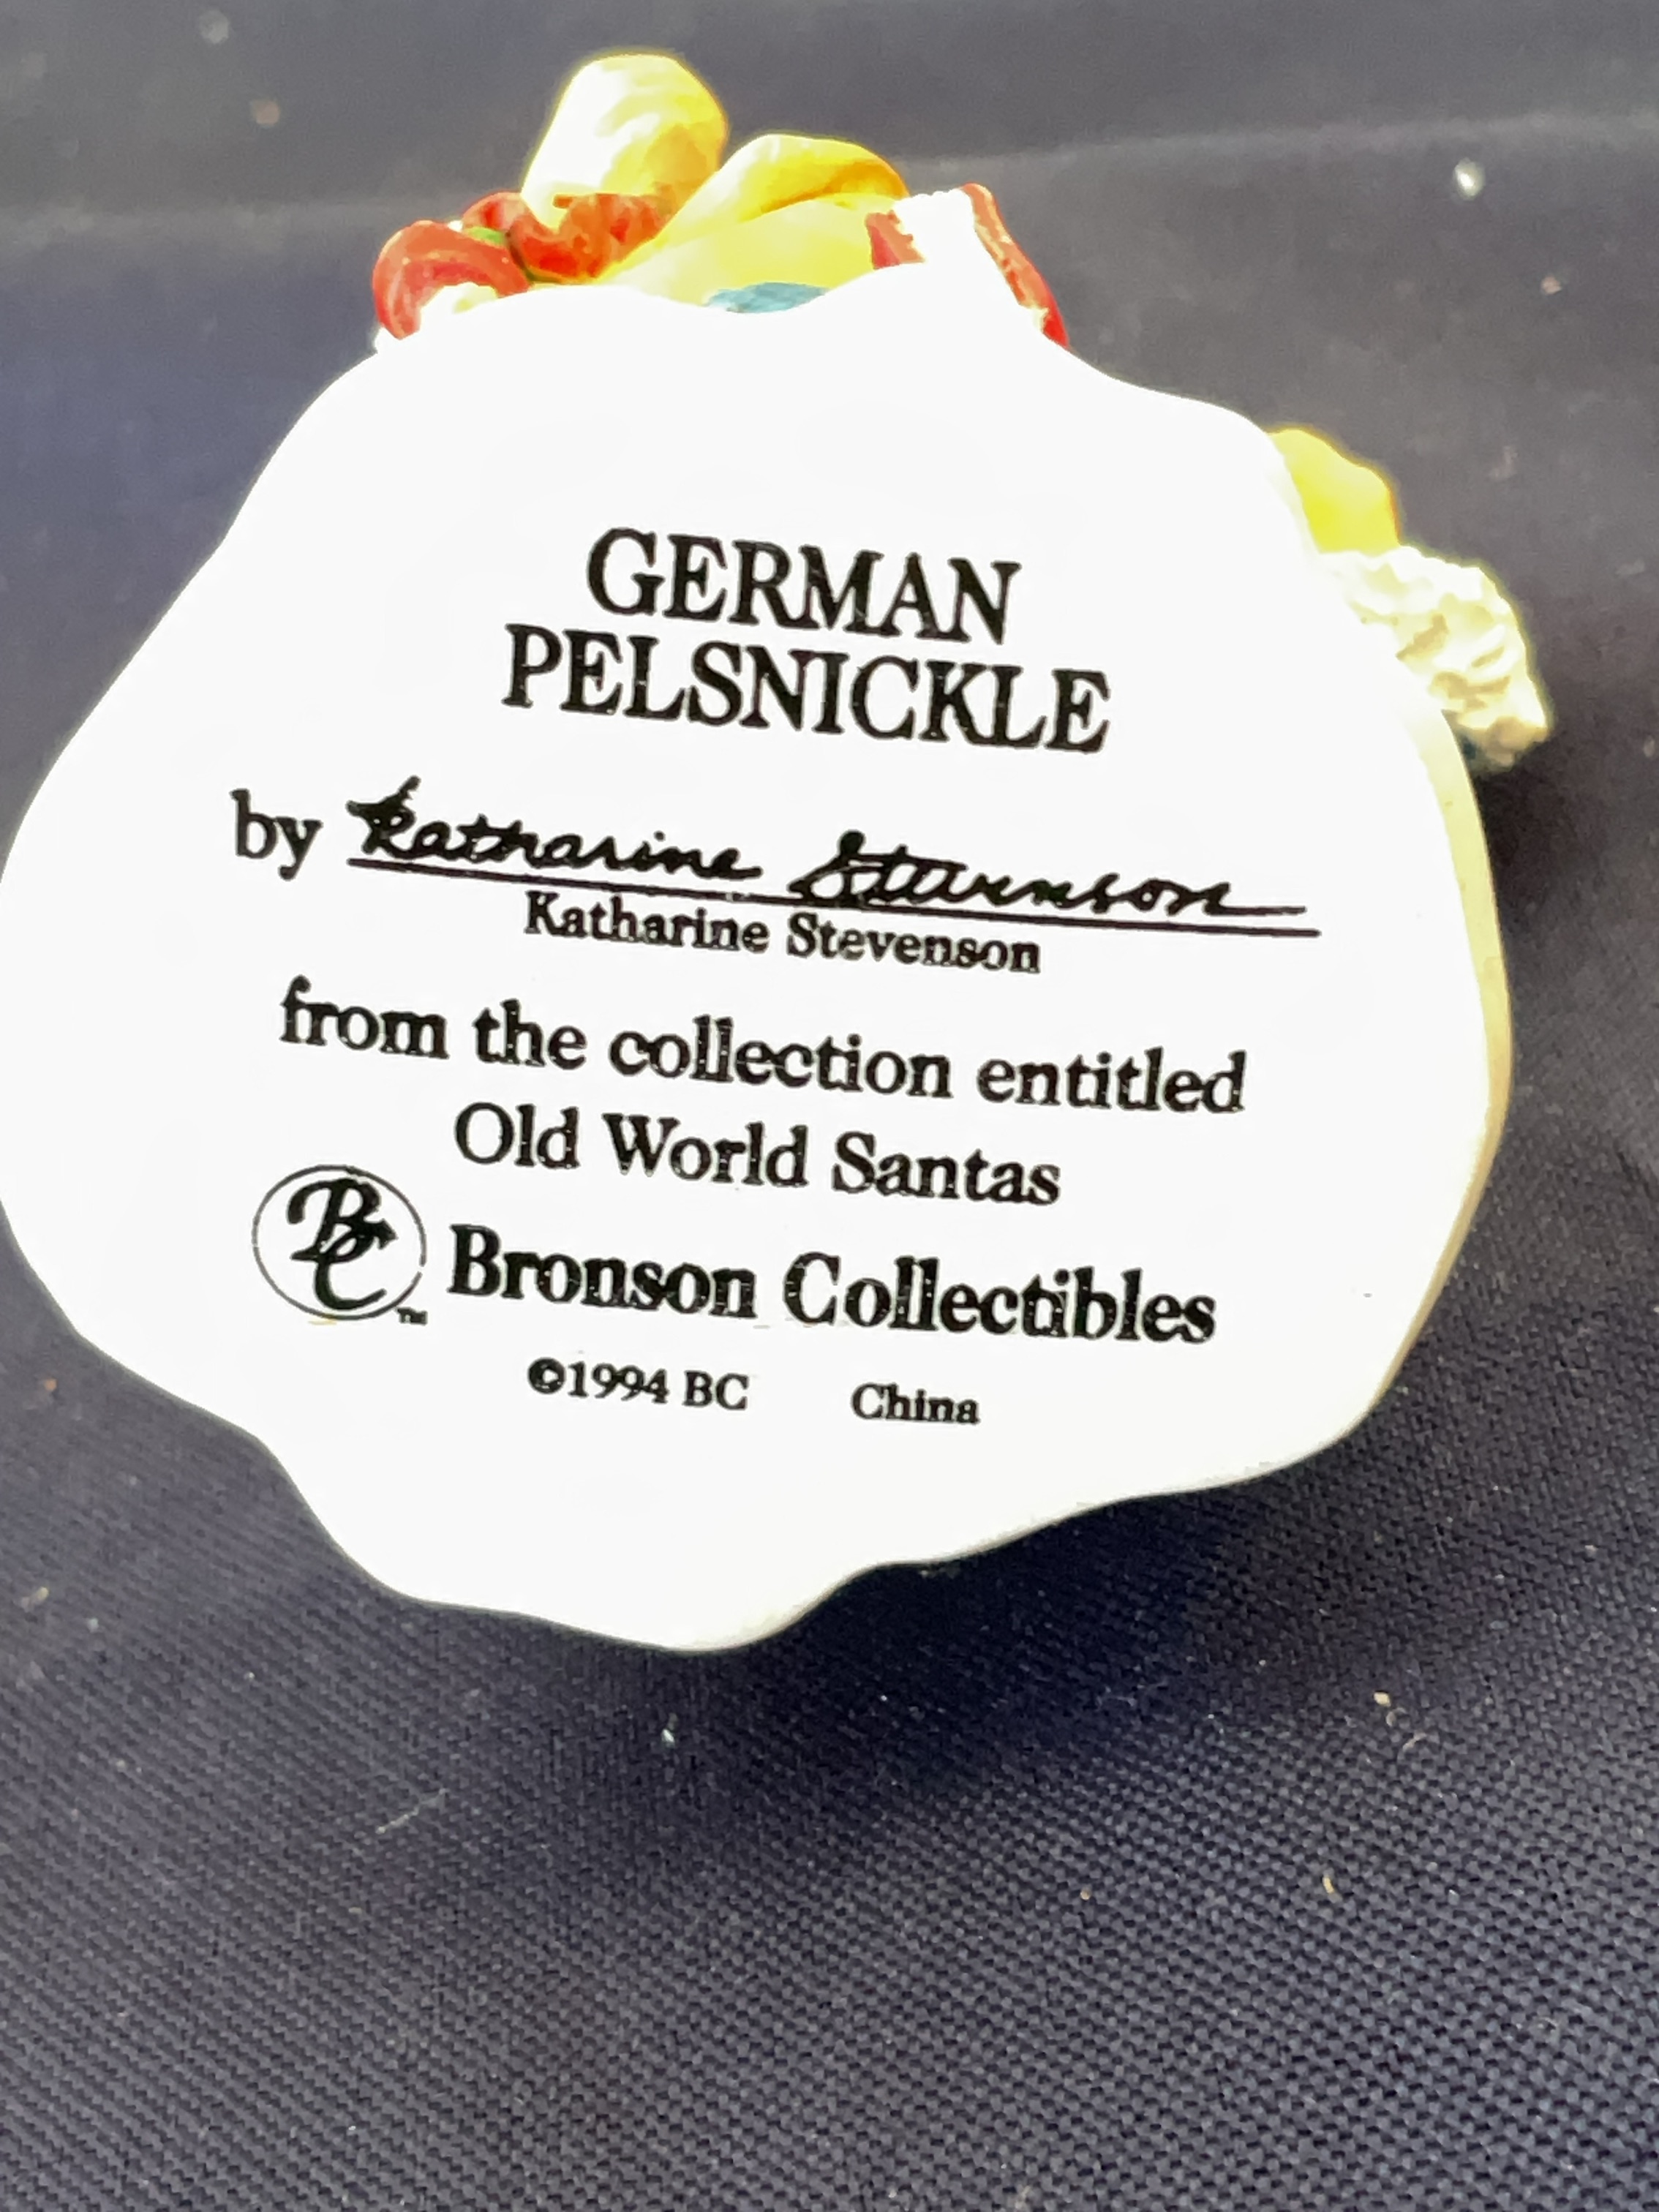 GERMAN
PELSNICKLE
by Katharine Stevenson
Katharine Stevenson
from the collection entitled
Old World Santas
BC™ Bronson Collectibles
©1994 BC China